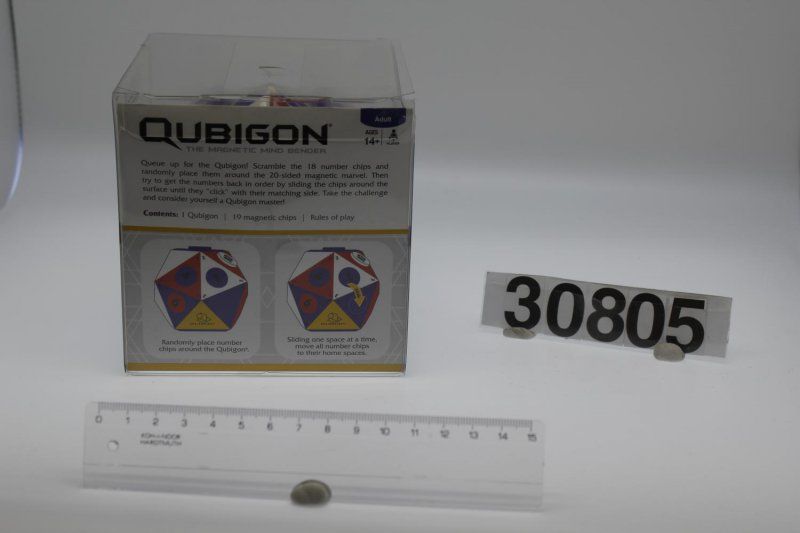 QUBIGON®
THE MAGNETIC MIND BENDER
Adult
AGES
14+
Queue up for the Qubigon! Scramble the 18 number chips and
randomly place them around the 20-sided magnetic marvel. Then
try to get the numbers back in order by sliding the chips around the
surface until they "click" with their matching side. Take the challenge
and consider yourself a Qubigon master!
Contents: 1 Qubigon | 19 magnetic chips | Rules of play
Randomly place number
chips around the Qubigon®.
Sliding one space at a time,
move all number chips
to their home spaces.
30805
0 1 2 3 4 5 6 7 8 9 10 11 12 13 14 15
KOH-I-NOOR
HARDTMUTH